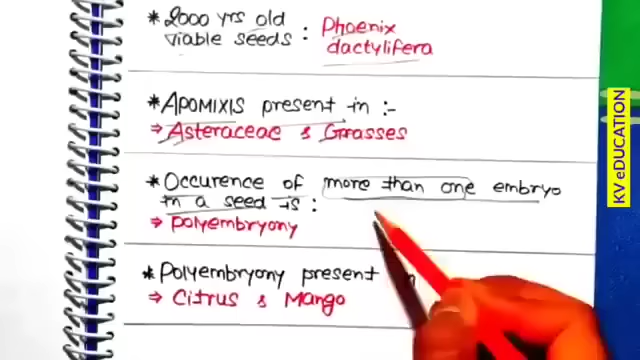 *2000 yrs old
viable seeds : Phoenix
dactylifera
*APOMIXIS present in :-
⇒ Asteraceae & Grasses
*Occurence of more than one embryo
in a seed is :
⇒ Polyembryony
*Polyembryony present
⇒ Citrus & Mango
KV eDUCATION